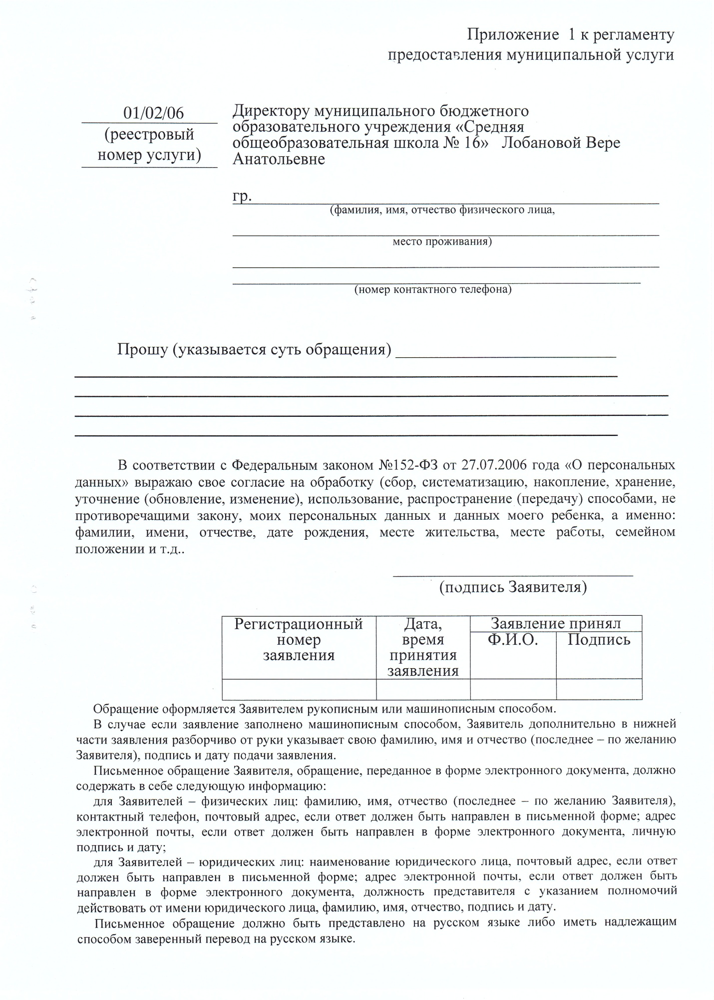 Приложение 1 к регламенту
предоставления муниципальной услуги
01/02/06
(реестровый
номер услуги)
Директору муниципального бюджетного
образовательного учреждения «Средняя
общеобразовательная школа № 16» Лобановой Вере
Анатольевне
гр.
(фамилия, имя, отчество физического лица,
место проживания)
(номер контактного телефона)
Прошу (указывается суть обращения)
В соответствии с Федеральным законом №152-ФЗ от 27.07.2006 года «О персональных
данных» выражаю свое согласие на обработку (сбор, систематизацию, накопление, хранение,
уточнение (обновление, изменение), использование, распространение (передачу) способами, не
противоречащими закону, моих персональных данных и данных моего ребенка, а именно:
фамилии, имени, отчестве, дате рождения, месте жительства, месте работы, семейном
положении и т.д..
(подпись Заявителя)
Регистрационный
номер
заявления
Дата,
время
принятия
заявления
Заявление принял
Ф.И.О.
Подпись
Обращение оформляется Заявителем рукописным или машинописным способом.
В случае если заявление заполнено машинописным способом, Заявитель дополнительно в нижней
части заявления разборчиво от руки указывает свою фамилию, имя и отчество (последнее – по желанию
Заявителя), подпись и дату подачи заявления.
Письменное обращение Заявителя, обращение, переданное в форме электронного документа, должно
содержать в себе следующую информацию:
для Заявителей – физических лиц: фамилию, имя, отчество (последнее – по желанию Заявителя),
контактный телефон, почтовый адрес, если ответ должен быть направлен в письменной форме; адрес
электронной почты, если ответ должен быть направлен в форме электронного документа, личную
подпись и дату;
для Заявителей – юридических лиц: наименование юридического лица, почтовый адрес, если ответ
должен быть направлен в письменной форме; адрес электронной почты, если ответ должен быть
направлен в форме электронного документа, должность представителя с указанием полномочий
действовать от имени юридического лица, фамилию, имя, отчество, подпись и дату.
Письменное обращение должно быть представлено на русском языке либо иметь надлежащим
способом заверенный перевод на русском языке.